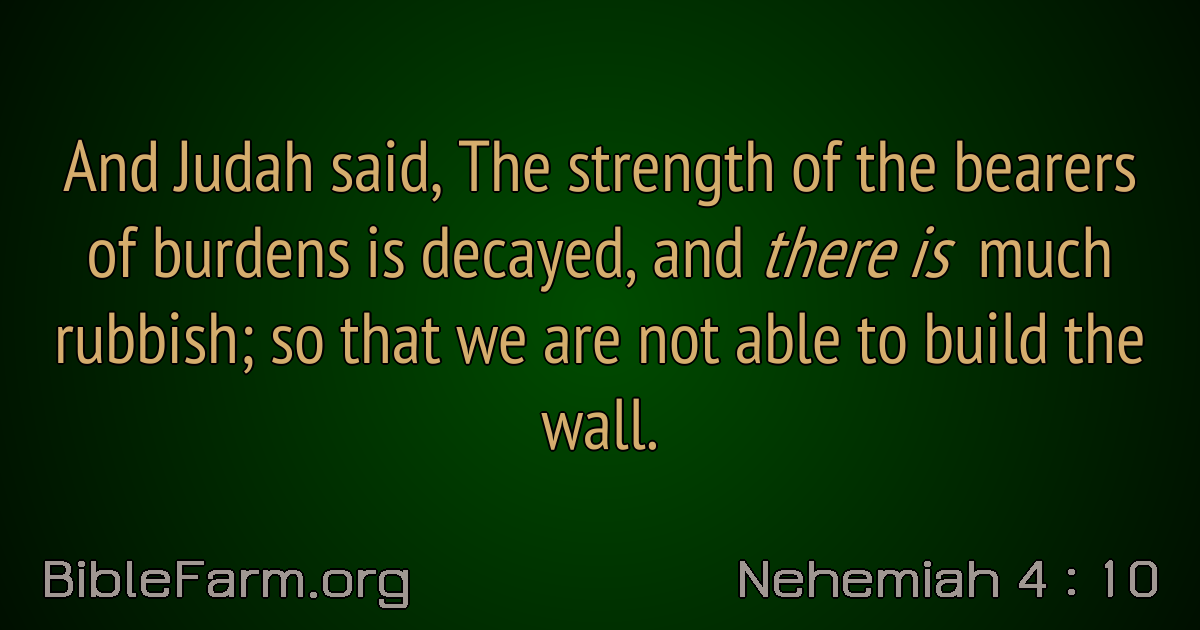 And Judah said, The strength of the bearers
of burdens is decayed, and there is much
rubbish; so that we are not able to build the
wall.
BibleFarm.org
Nehemiah 4 : 10